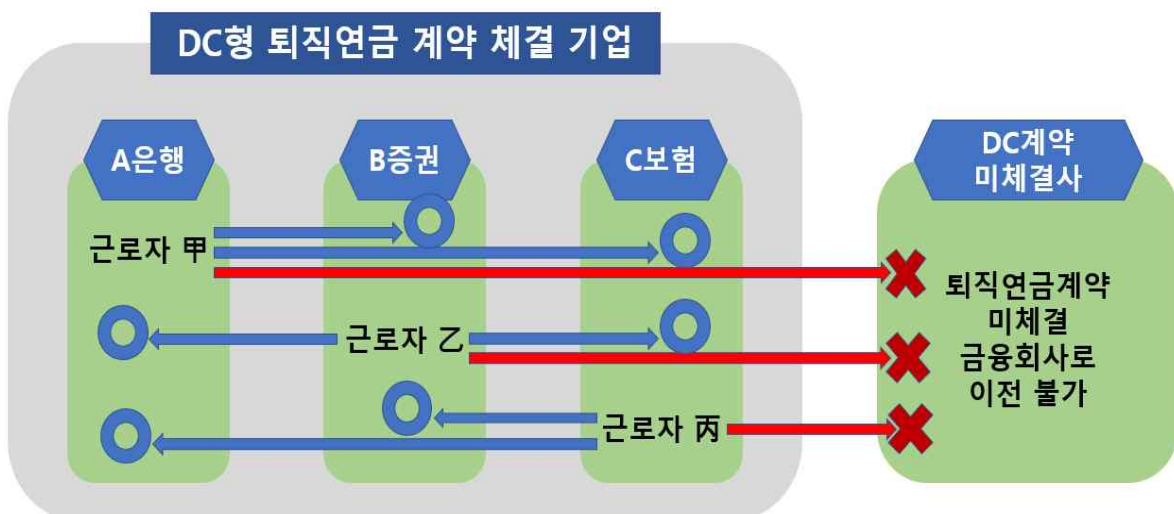 DC형 퇴직연금 계약 체결 기업
A은행
B증권
C보험
DC계약
미체결사
근로자 甲
근로자 乙
근로자 丙
퇴직연금계약
미체결
금융회사로
이전 불가